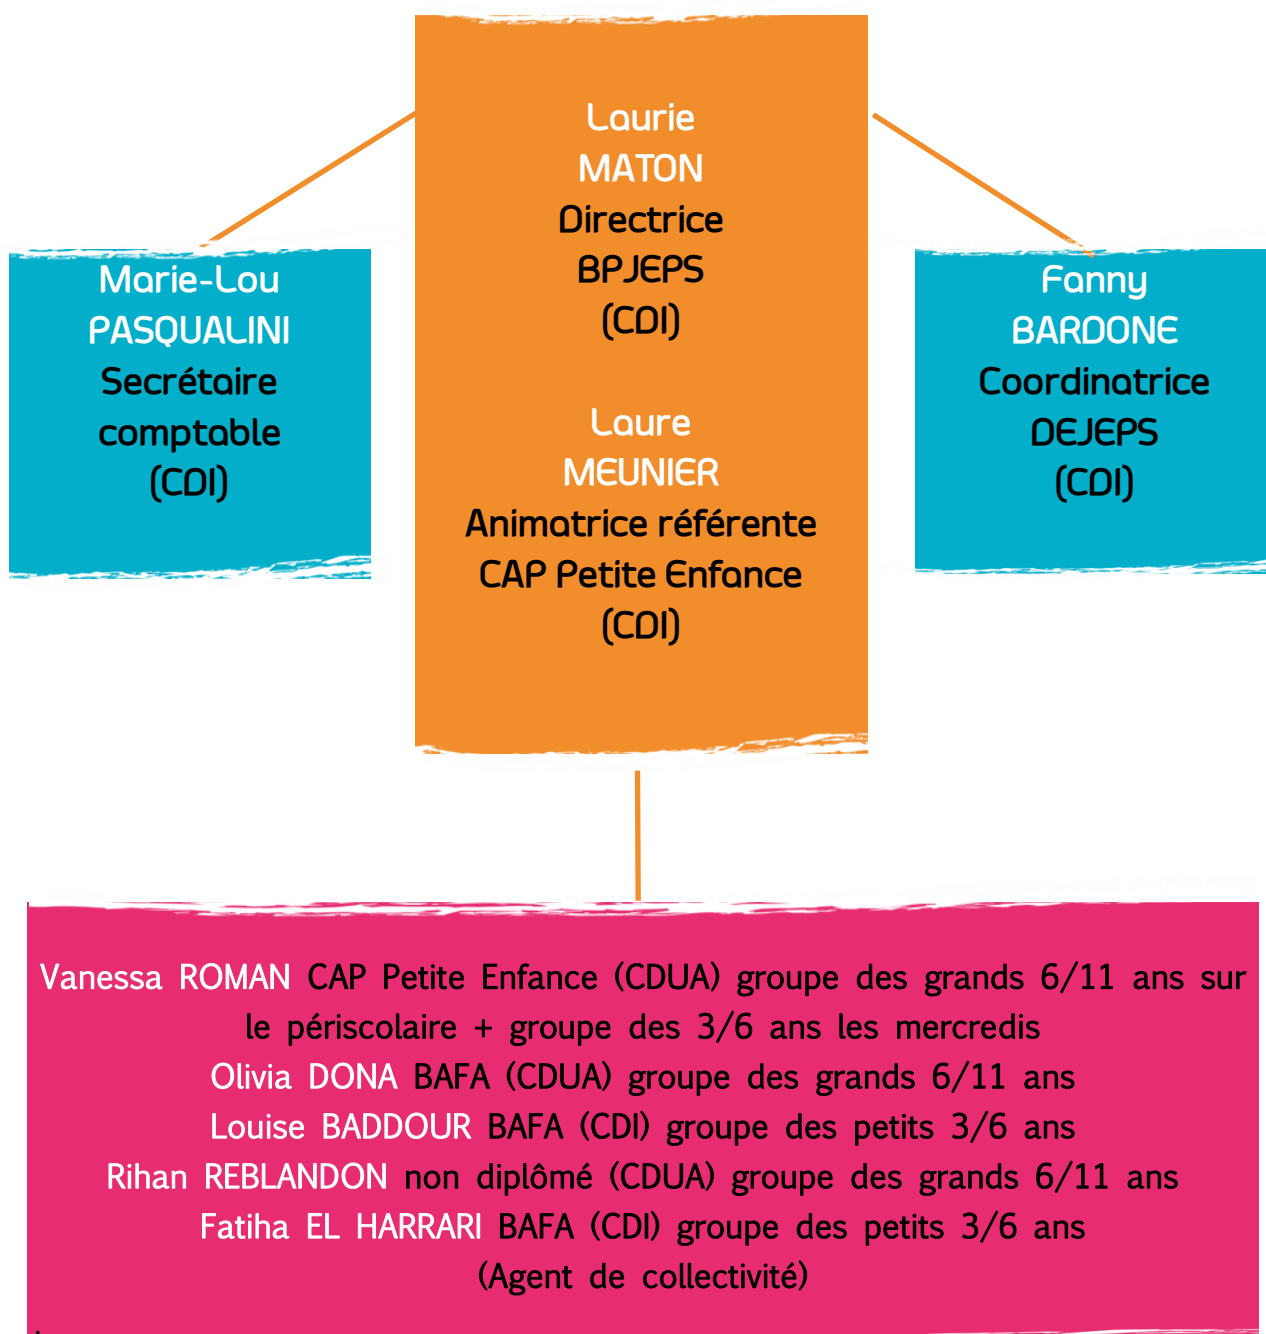 Laurie
MATON
Directrice
BPJEPS
(CDI)
Laure
MEUNIER
Animatrice référente
CAP Petite Enfance
(CDI)
Marie-Lou
PASQUALINI
Secrétaire
comptable
(CDI)
Fanny
BARDONE
Coordinatrice
DEJEPS
(CDI)
Vanessa ROMAN CAP Petite Enfance (CDUA) groupe des grands 6/11 ans sur
le périscolaire + groupe des 3/6 ans les mercredis
Olivia DONA BAFA (CDUA) groupe des grands 6/11 ans
Louise BADDOUR BAFA (CDI) groupe des petits 3/6 ans
Rihan REBLANDON non diplômé (CDUA) groupe des grands 6/11 ans
Fatiha EL HARRARI BAFA (CDI) groupe des petits 3/6 ans
(Agent de collectivité)
.